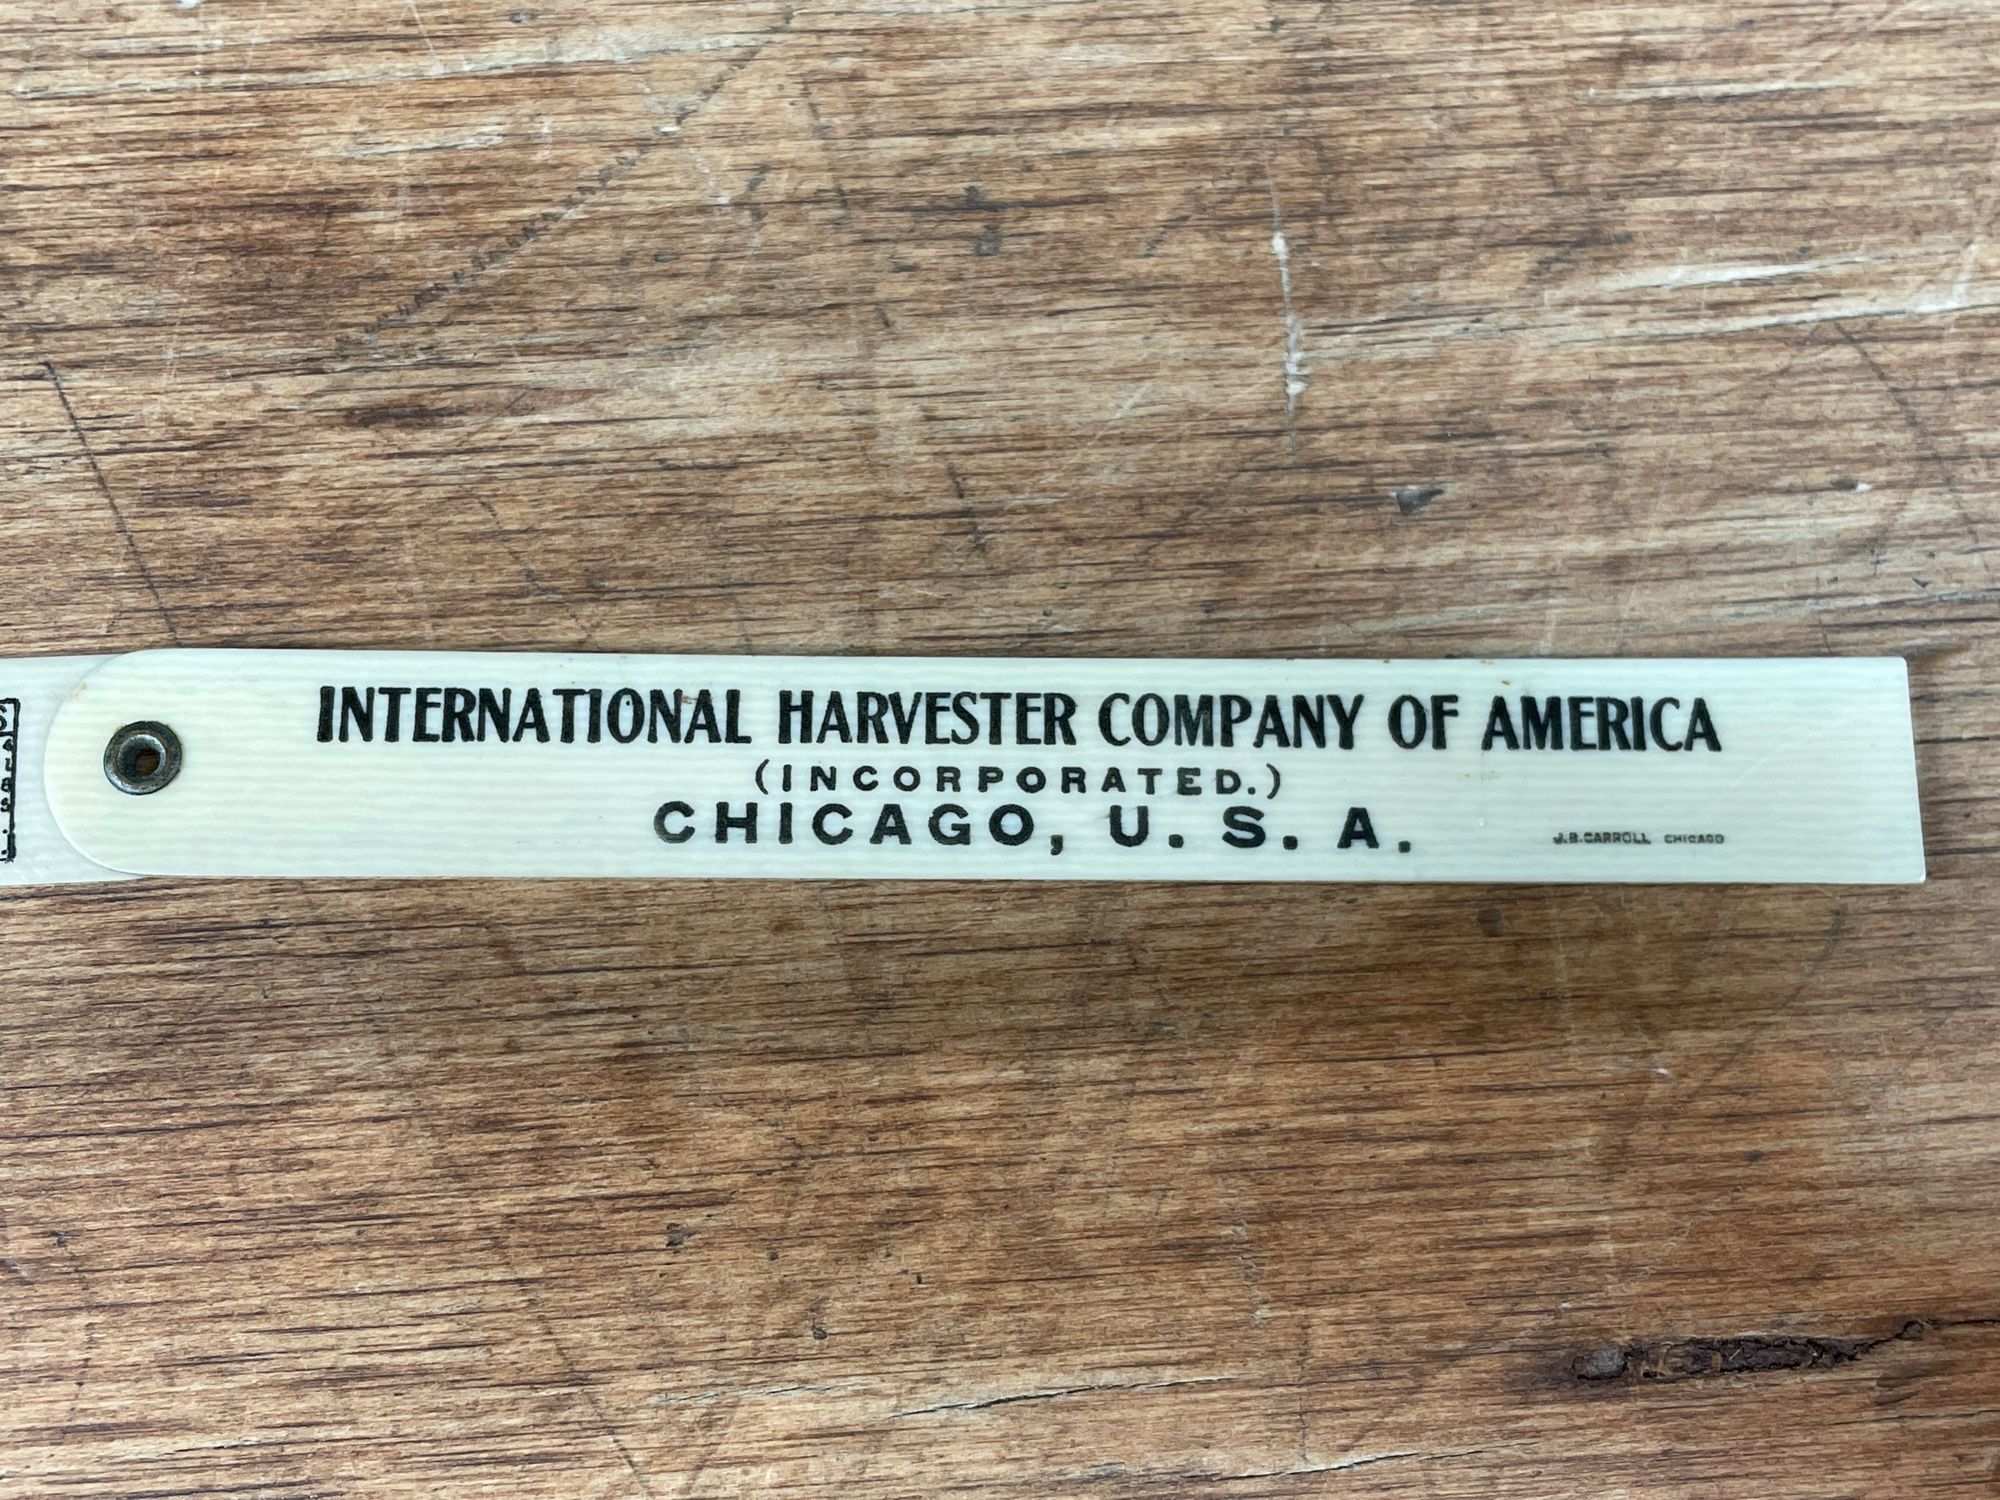 INTERNATIONAL HARVESTER COMPANY OF AMERICA
(INCORPORATED.)
CHICAGO, U. S. A.
J.B.CARROLL CHICAGO